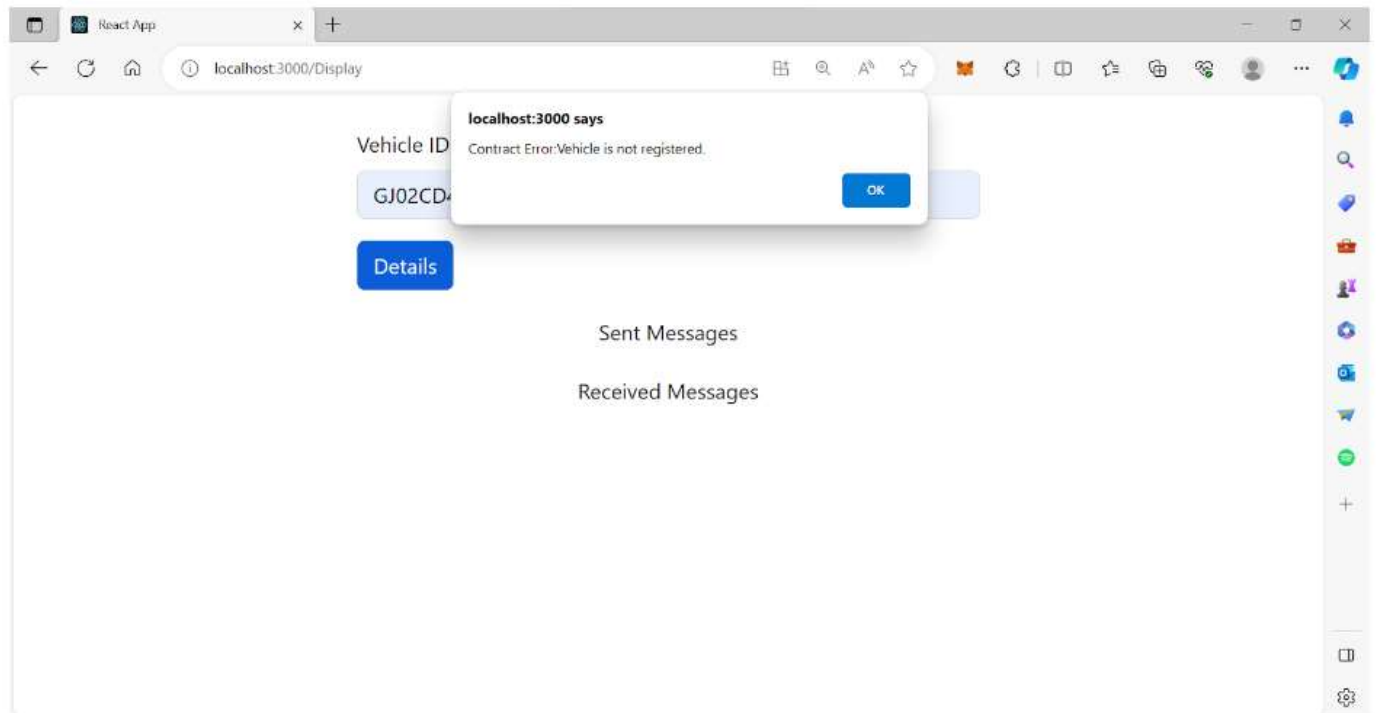 React App
localhost:3000/Display
localhost:3000 says
Contract Error:Vehicle is not registered.
OK
Vehicle ID
GJ02CD4
Details
Sent Messages
Received Messages